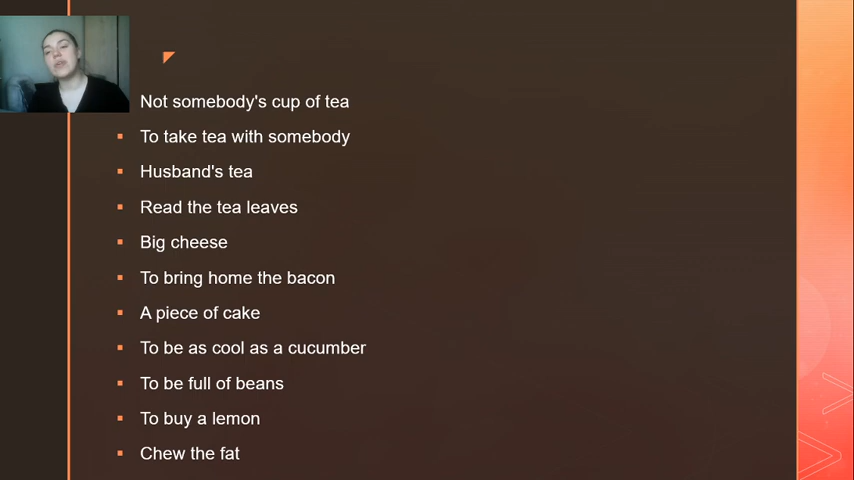 Not somebody's cup of tea
To take tea with somebody
Husband's tea
Read the tea leaves
Big cheese
To bring home the bacon
A piece of cake
To be as cool as a cucumber
To be full of beans
To buy a lemon
Chew the fat